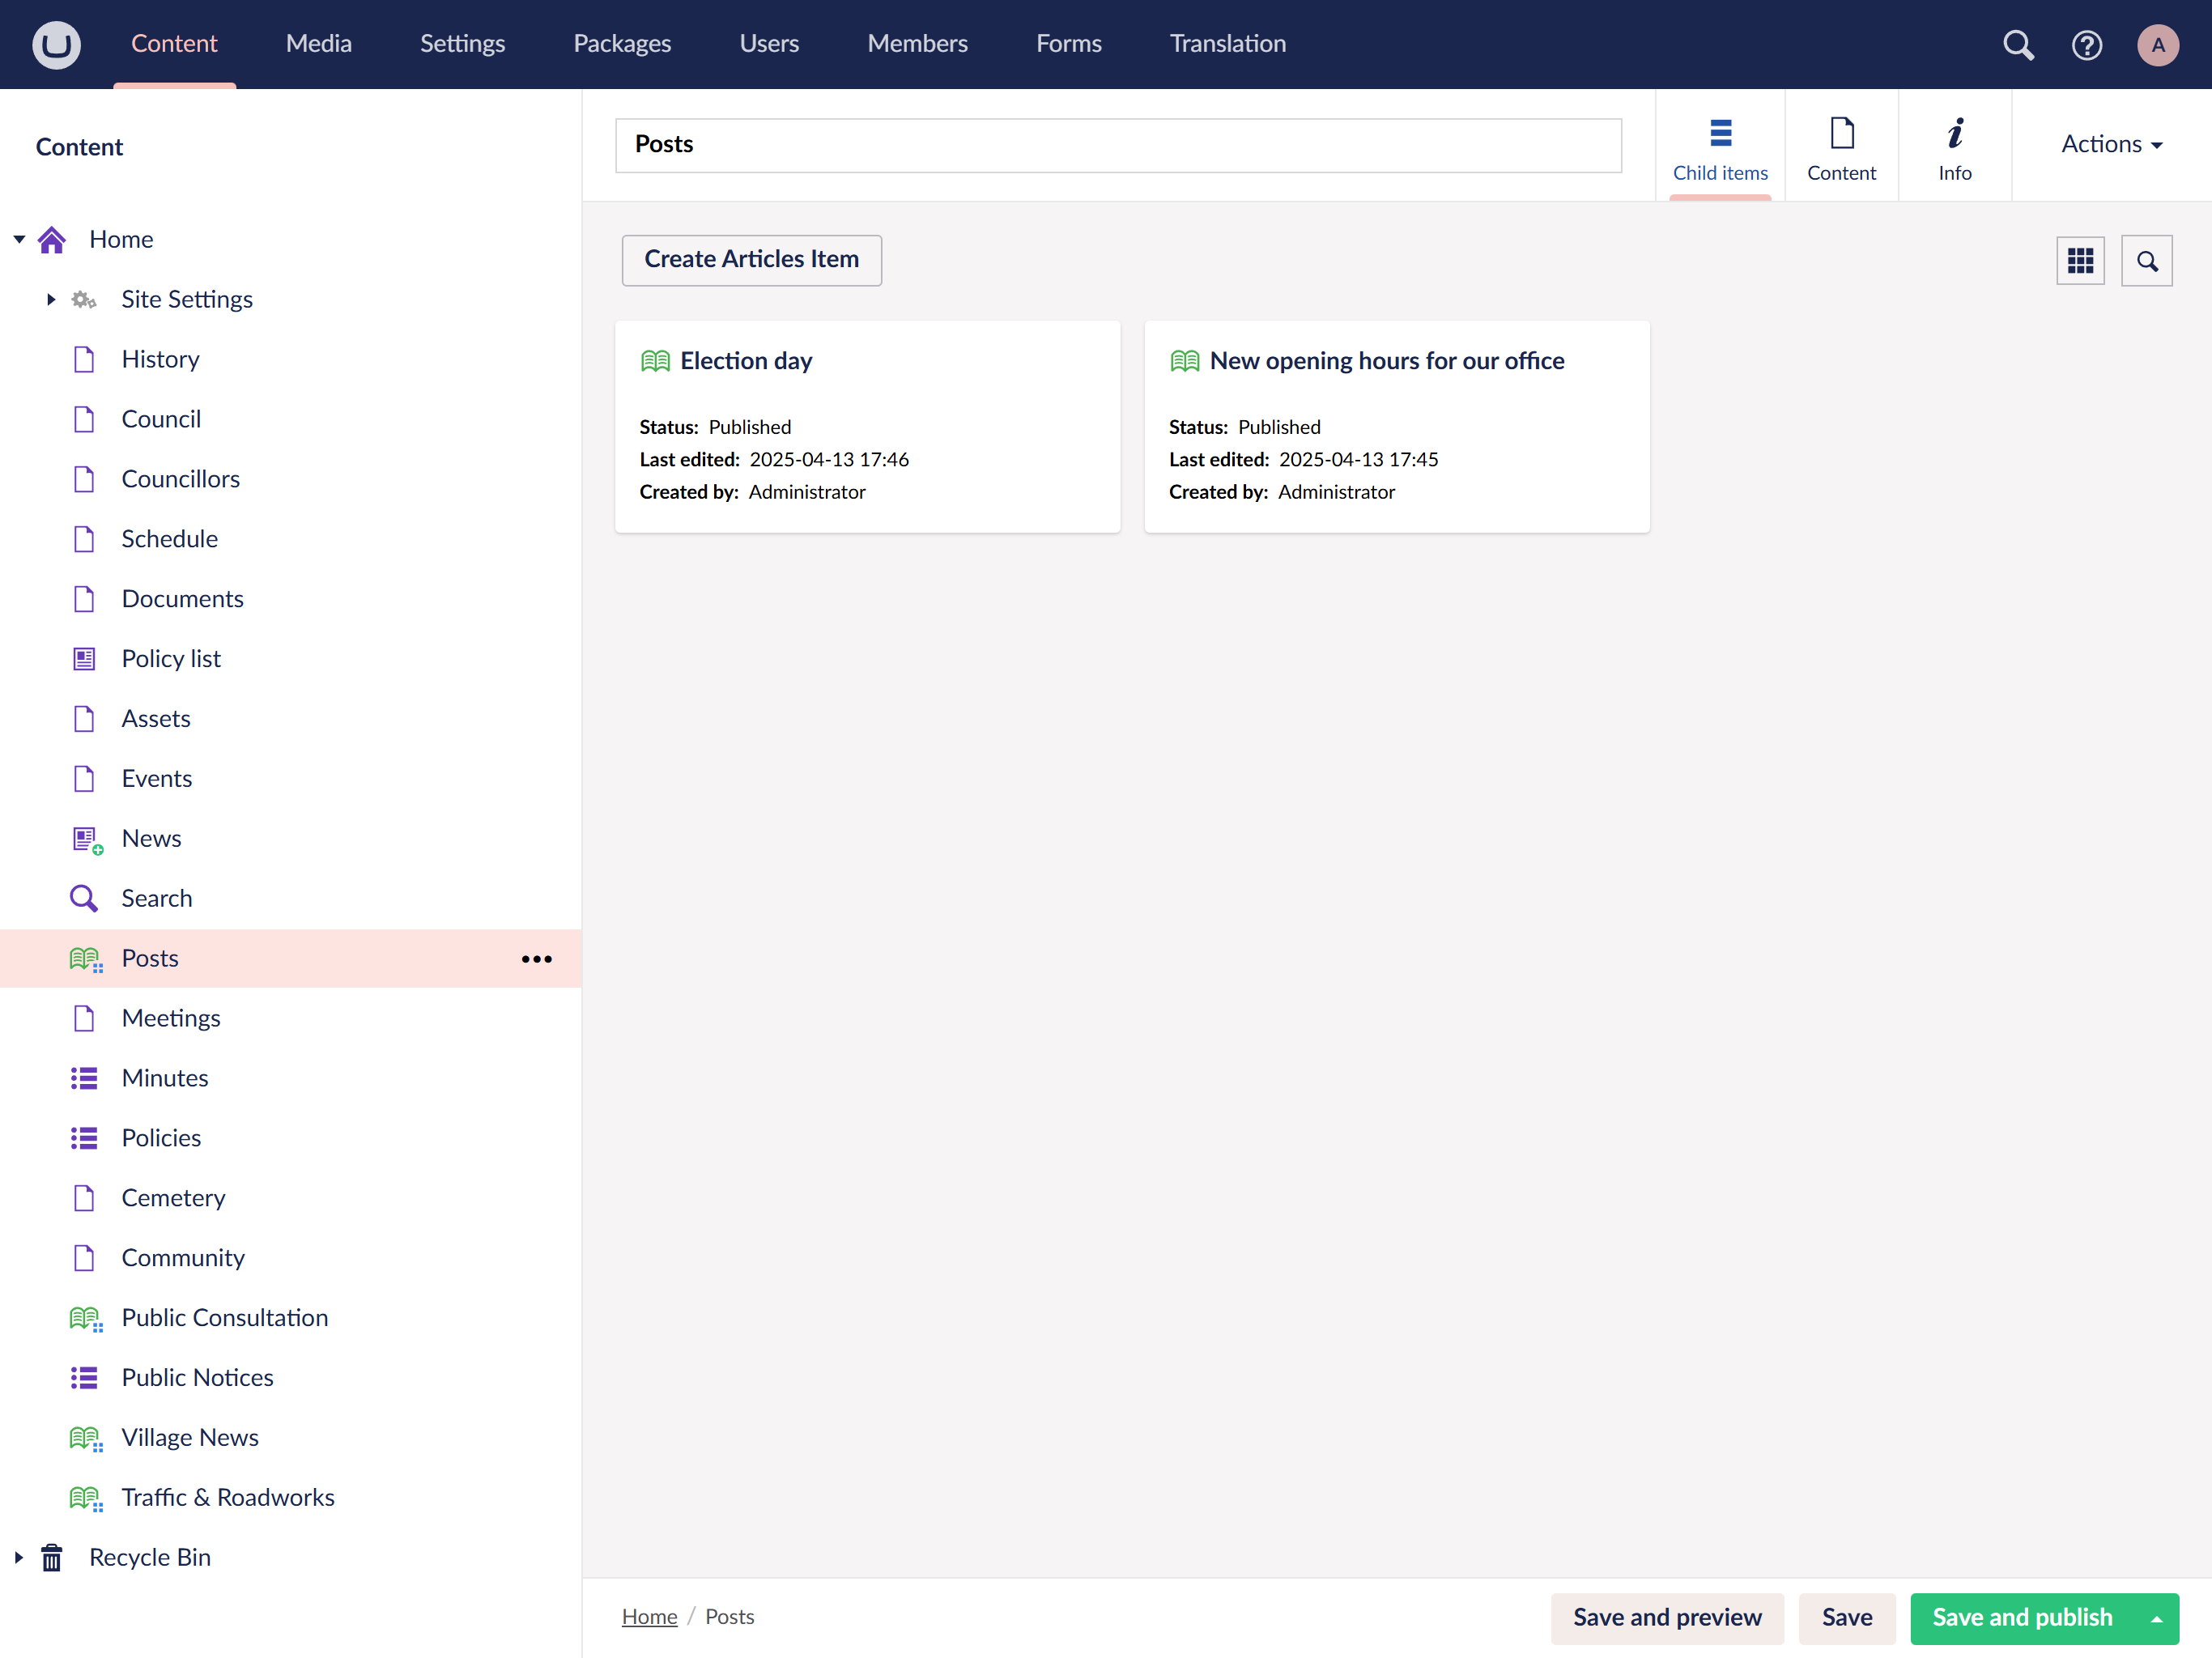 Content
Media
Settings
Packages
Users
Members
Forms
Translation
A
Content
Home
Site Settings
History
Council
Councillors
Schedule
Documents
Policy list
Assets
Events
News
Search
Posts
Meetings
Minutes
Policies
Cemetery
Community
Public Consultation
Public Notices
Village News
Traffic & Roadworks
Recycle Bin
Posts
Child items
Content
Info
Actions
Create Articles Item
Election day
Status: Published
Last edited: 2025-04-13 17:46
Created by: Administrator
New opening hours for our office
Status: Published
Last edited: 2025-04-13 17:45
Created by: Administrator
Home / Posts
Save and preview
Save
Save and publish